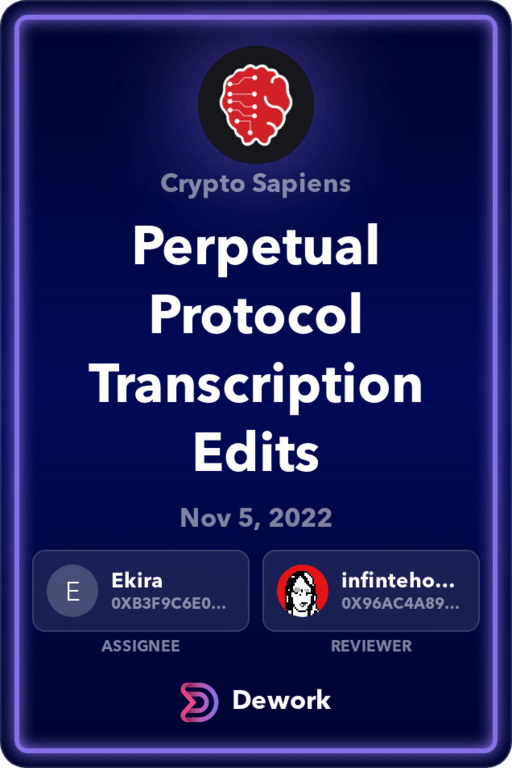 Crypto Sapiens
Perpetual
Protocol
Transcription
Edits
Nov 5, 2022
E
Ekira
0XB3F9C6E0...
ASSIGNEE
infinteho...
0X96AC4A89...
REVIEWER
Dework